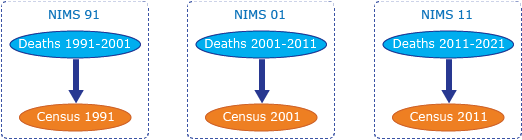 NIMS 91
Deaths 1991-2001
Census 1991
NIMS 01
Deaths 2001-2011
Census 2001
NIMS 11
Deaths 2011-2021
Census 2011